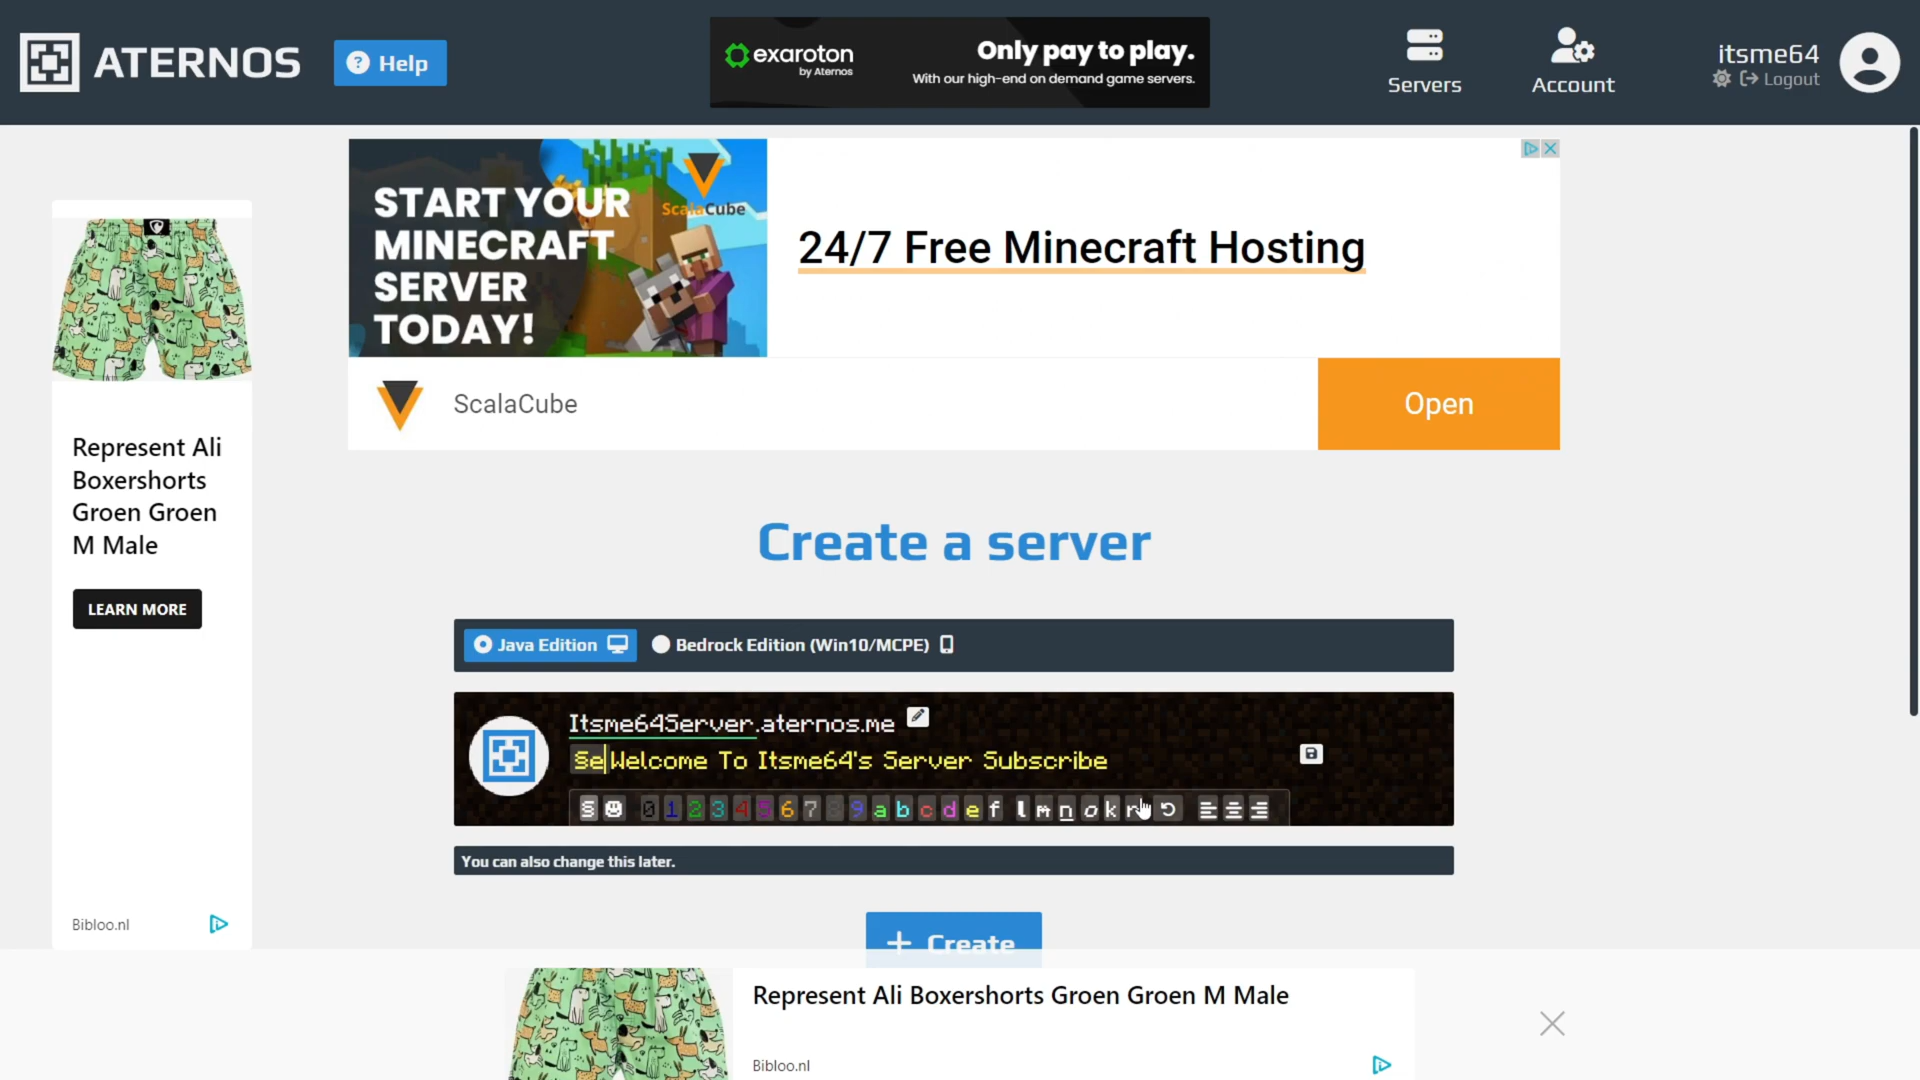 ATERNOS
Help
exaroton
by Aternos
Only pay to play.
With our high-end on demand game servers.
Servers
Account
itsme64
Logout
START YOUR
MINECRAFT
SERVER
TODAY!
ScalaCube
24/7 Free Minecraft Hosting
ScalaCube
Open
Represent Ali
Boxershorts
Groen Groen
M Male
LEARN MORE
Bibloo.nl
Create a server
Java Edition
Bedrock Edition (Win10/MCPE)
Itsme64Server.aternos.me
§e Welcome To Itsme64's Server Subscribe
§ 0 1 2 3 4 5 6 7 8 9 a b c d e f l m n o k r
You can also change this later.
+ Create
Represent Ali Boxershorts Groen Groen M Male
Bibloo.nl